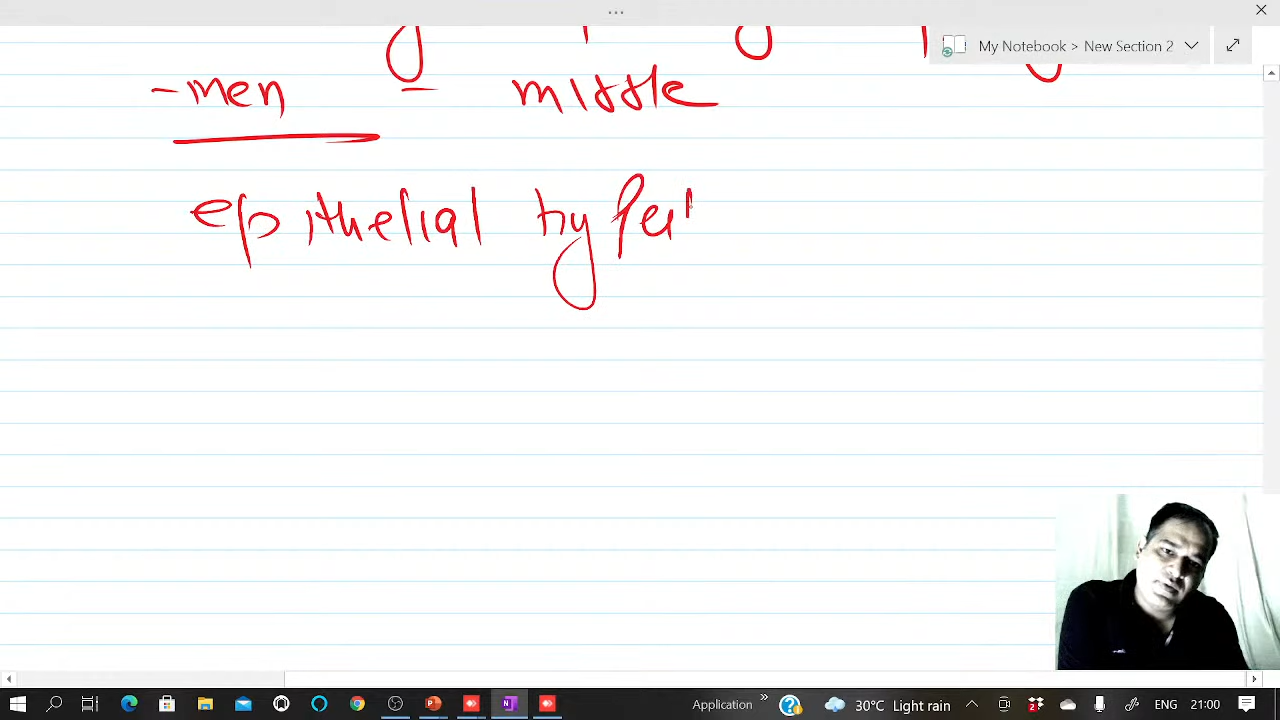 My Notebook > New Section 2
-men - middle
epithelial hyper
Application
30°C Light rain
ENG
21:00